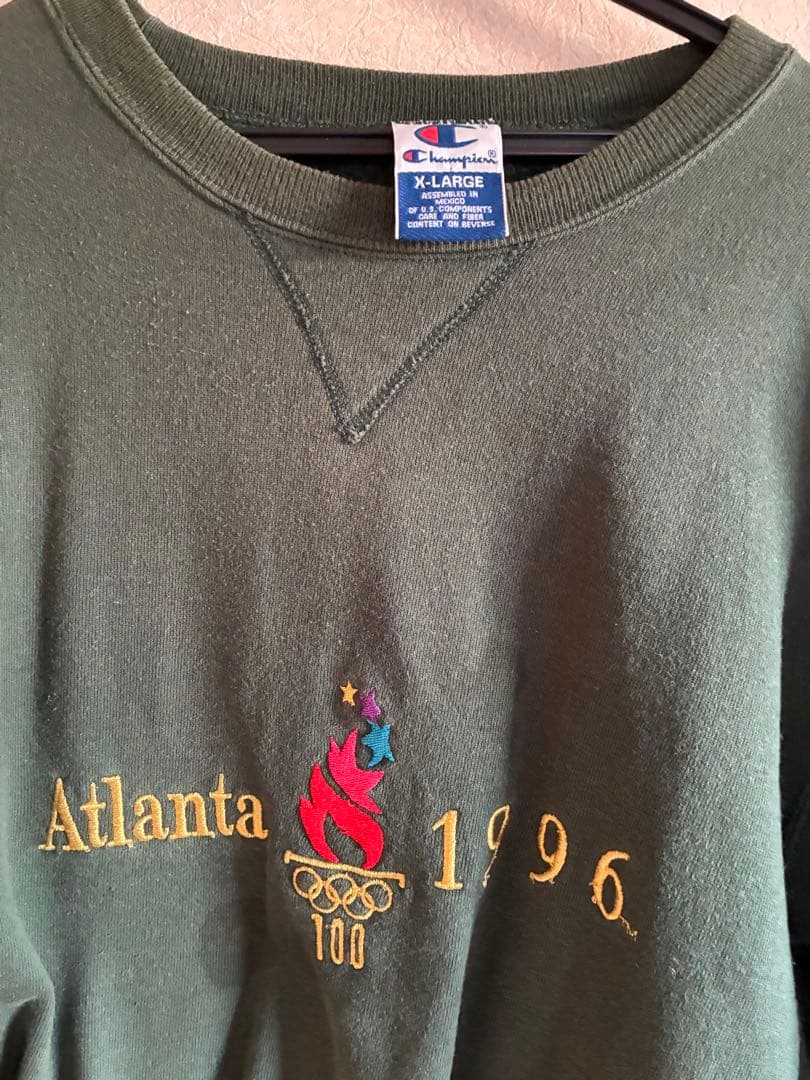 Champion®
X-LARGE
ASSEMBLED IN
MEXICO
OF U.S. COMPONENTS
CARE AND FIBER
CONTENT ON REVERSE
Atlanta 1996
100